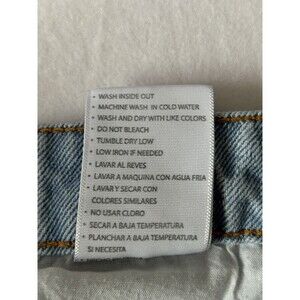 • WASH INSIDE OUT
• MACHINE WASH IN COLD WATER
• WASH AND DRY WITH LIKE COLORS
• DO NOT BLEACH
• TUMBLE DRY LOW
• LOW IRON IF NEEDED
• LAVAR AL REVES
• LAVAR A MAQUINA CON AGUA FRIA
• LAVAR Y SECAR CON
COLORES SIMILARES
• NO USAR CLORO
• SECAR A BAJA TEMPERATURA
• PLANCHAR A BAJA TEMPERATURA
SI NECESITA